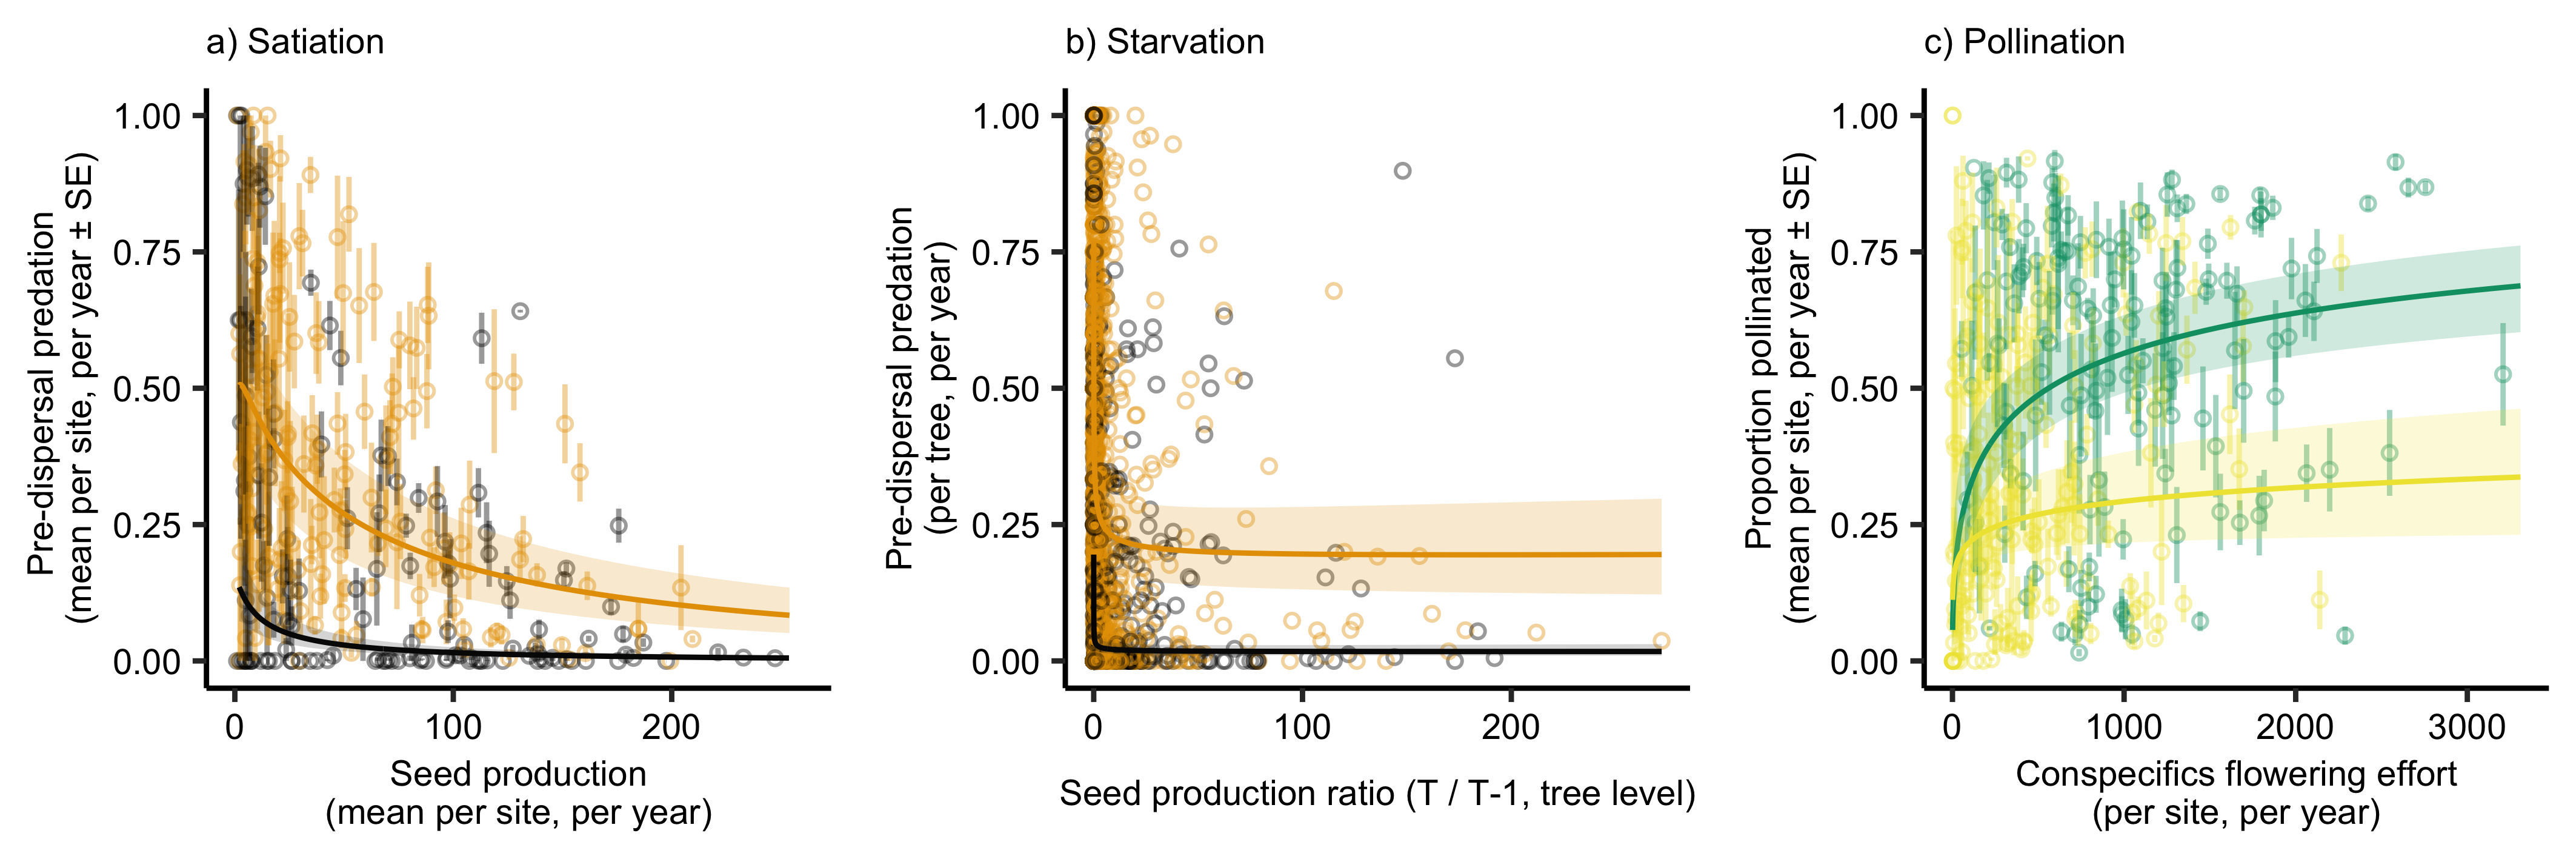 a) Satiation
Pre-dispersal predation
(mean per site, per year ± SE)
1.00
0.75
0.50
0.25
0.00
0
100
200
Seed production
(mean per site, per year)
b) Starvation
Pre-dispersal predation
(per tree, per year)
1.00
0.75
0.50
0.25
0.00
0
100
200
Seed production ratio (T / T-1, tree level)
c) Pollination
Proportion pollinated
(mean per site, per year ± SE)
1.00
0.75
0.50
0.25
0.00
0
1000
2000
3000
Conspecifics flowering effort
(per site, per year)